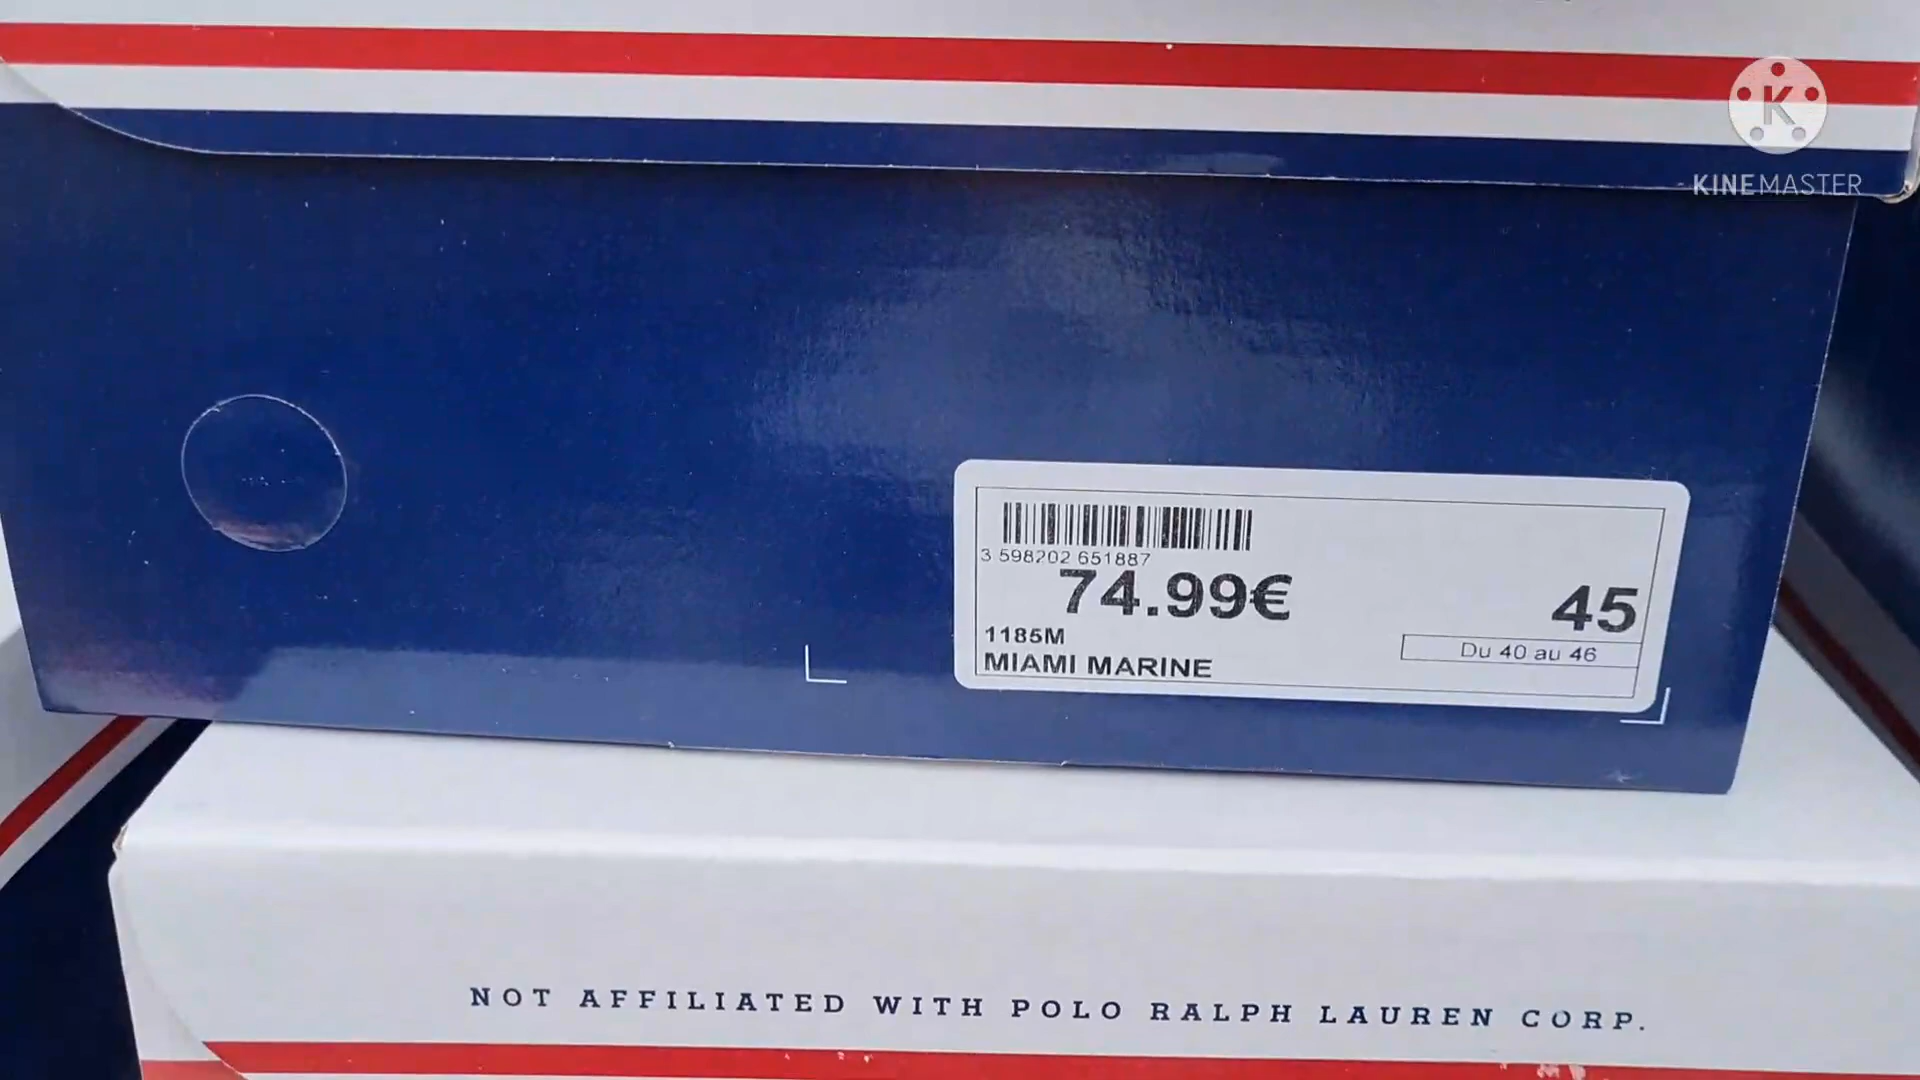 K
KINEMASTER
3 598202 651887
74.99€
45
1185M
Du 40 au 46
MIAMI MARINE
NOT AFFILIATED WITH POLO RALPH LAUREN CORP.